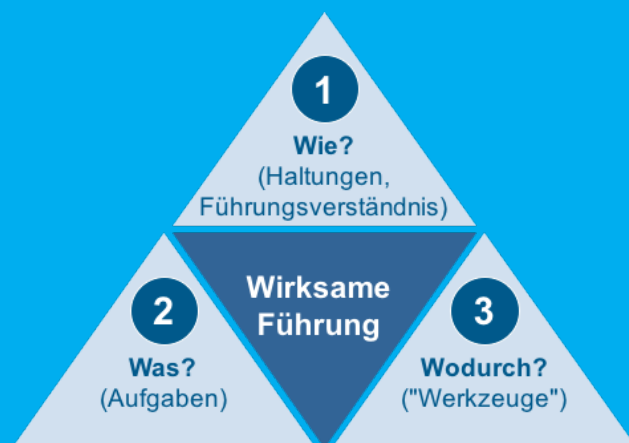 1
Wie?
(Haltungen,
Führungsverständnis)
Wirksame
Führung
2
Was?
(Aufgaben)
3
Wodurch?
("Werkzeuge")